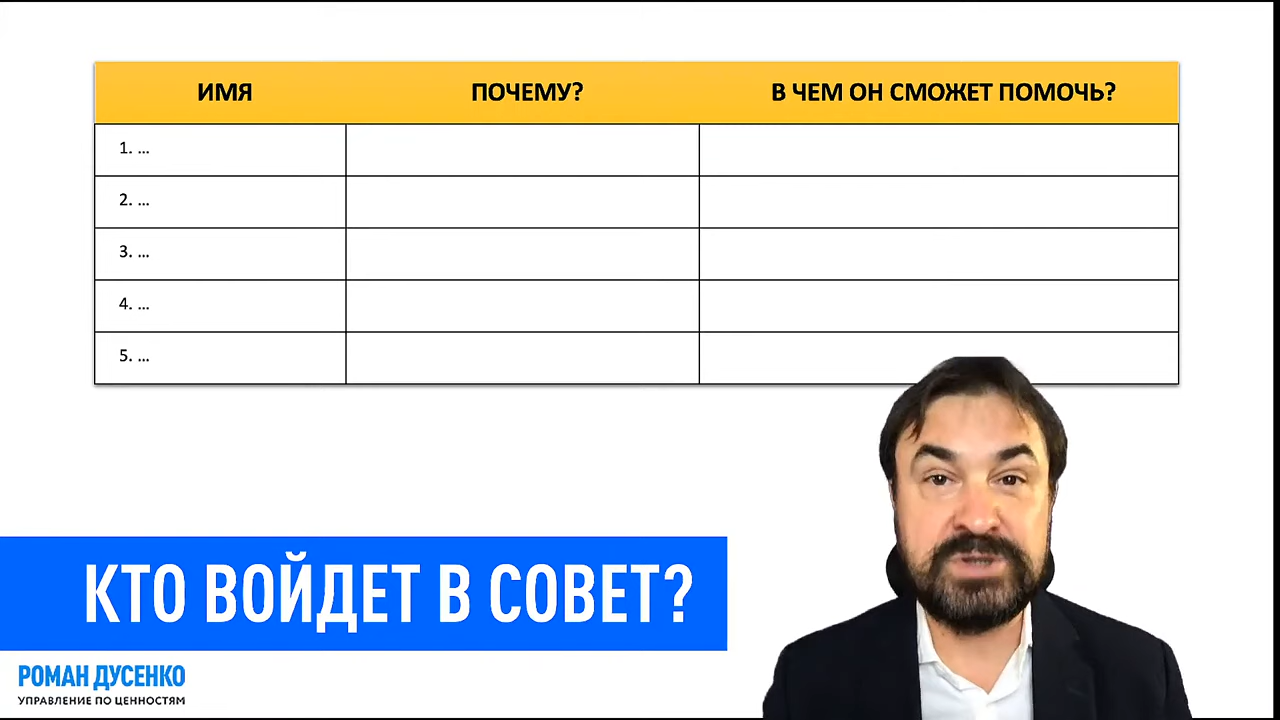 ИМЯ ПОЧЕМУ? В ЧЕМ ОН СМОЖЕТ ПОМОЧЬ?
1. ...
2. ...
3. ...
4. ...
5. ...
КТО ВОЙДЕТ В СОВЕТ?
РОМАН ДУСЕНКО
УПРАВЛЕНИЕ ПО ЦЕННОСТЯМ